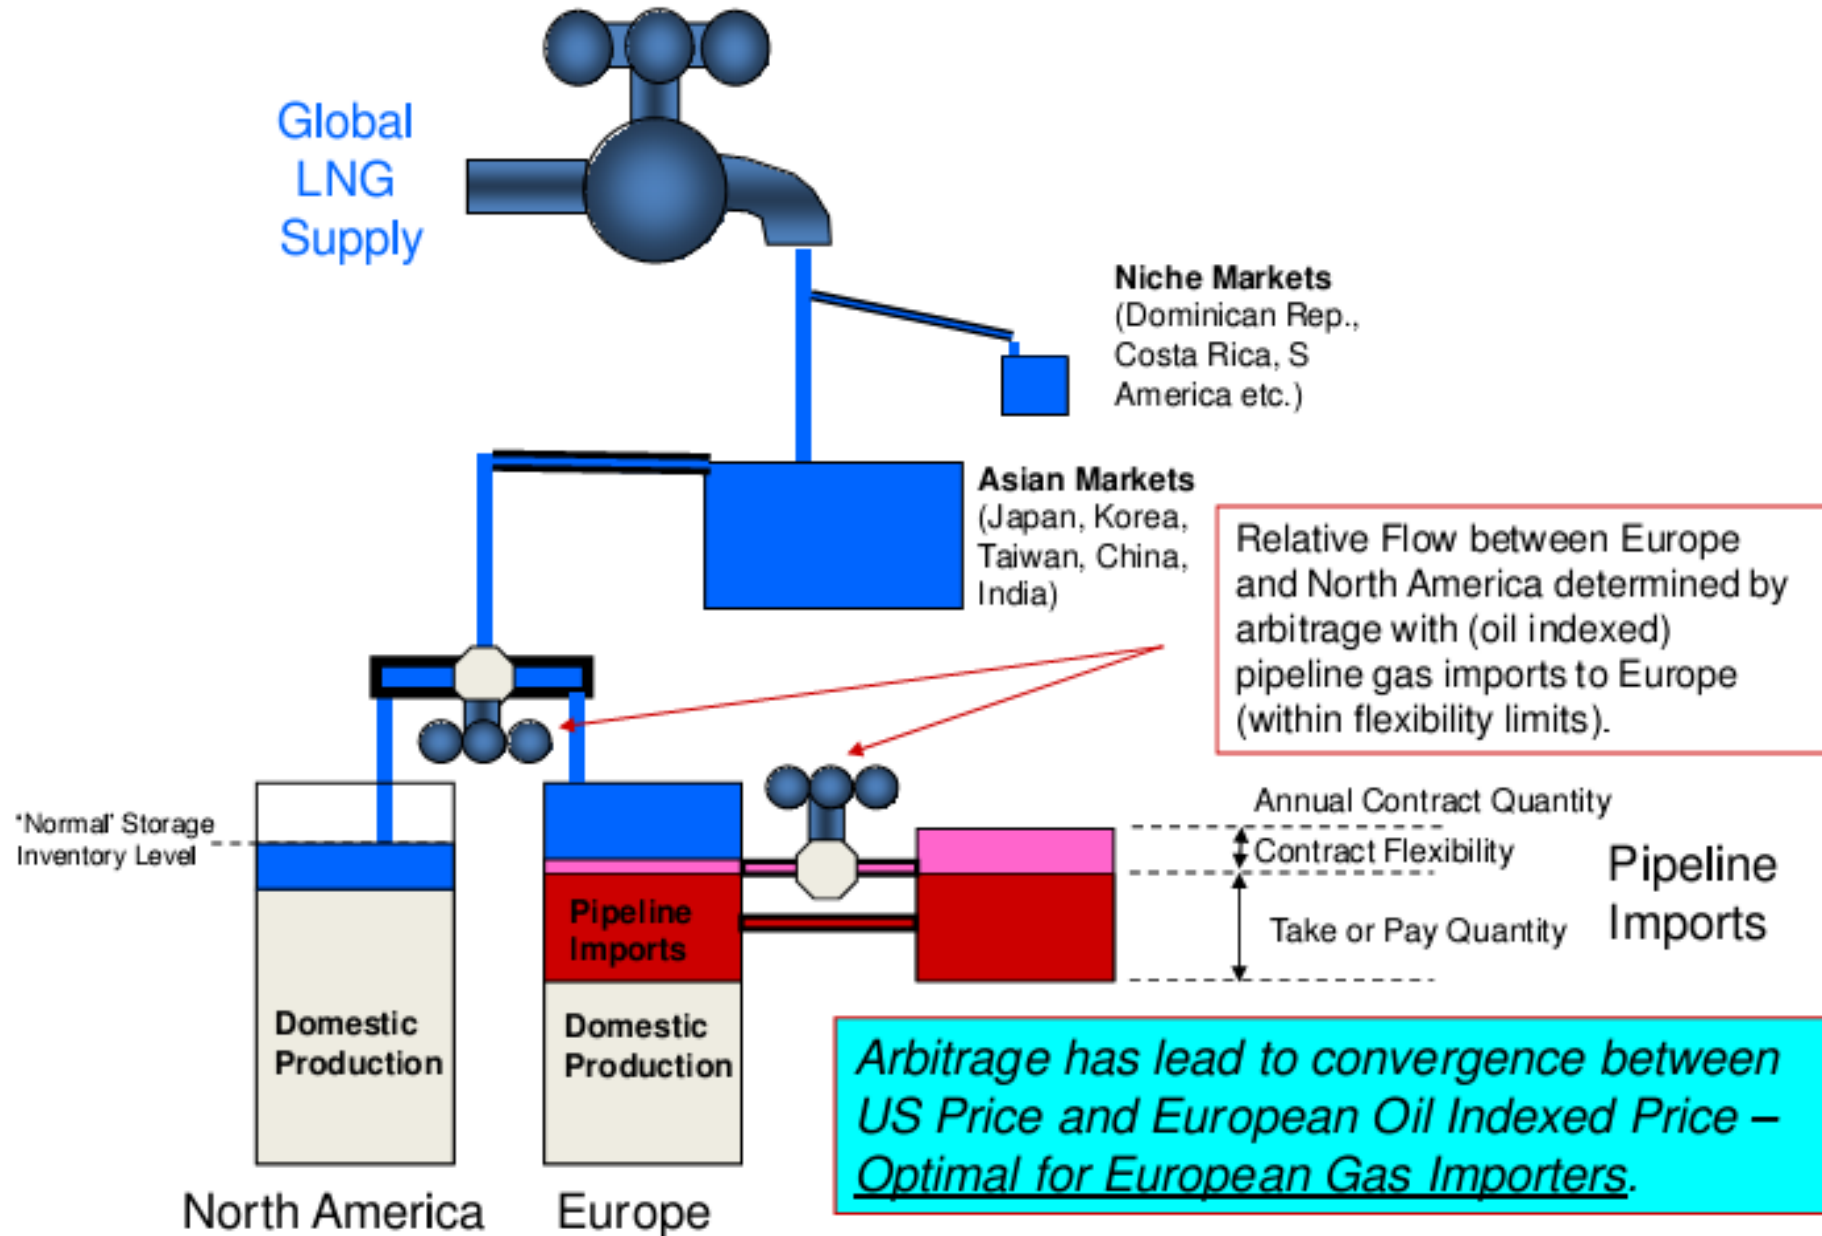 Global
LNG
Supply
Niche Markets
(Dominican Rep.,
Costa Rica, S
America etc.)
Asian Markets
(Japan, Korea,
Taiwan, China,
India)
Relative Flow between Europe
and North America determined by
arbitrage with (oil indexed)
pipeline gas imports to Europe
(within flexibility limits).
'Normal' Storage
Inventory Level
Annual Contract Quantity
Contract Flexibility
Take or Pay Quantity
Pipeline
Imports
Pipeline
Imports
Domestic
Production
Domestic
Production
Arbitrage has lead to convergence between
US Price and European Oil Indexed Price –
Optimal for European Gas Importers.
North America
Europe